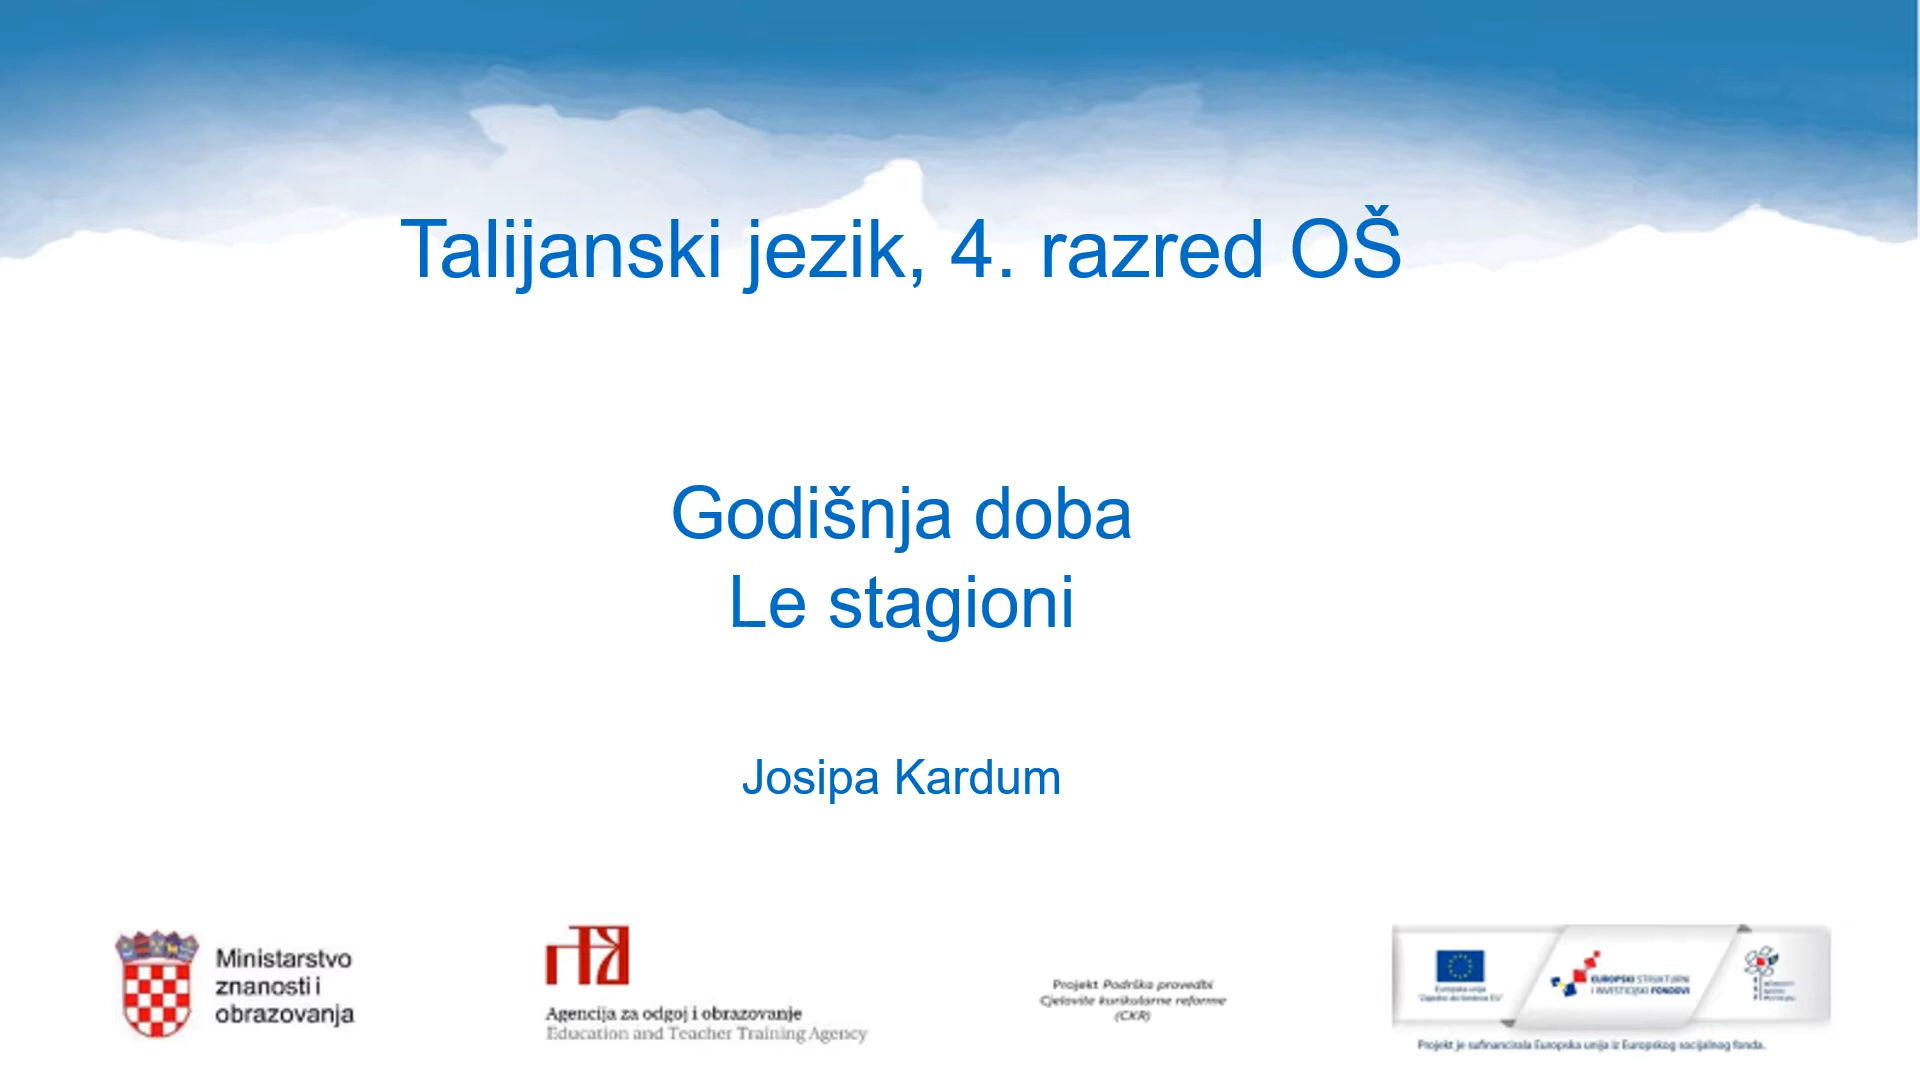 Talijanski jezik, 4. razred OŠ
Godišnja doba
Le stagioni
Josipa Kardum
Ministarstvo
znanosti i
obrazovanja
Agencija za odgoj i obrazovanje
Education and Teacher Training Agency
Projekt Podrška provedbi
Cjelovite kurikularne reforme
(CKR)
Europska unija
"Zajedno do fondova EU"
EUROPSKI STRUKTURNI
I INVESTICIJSKI FONDOVI
Projekt je sufinancirala Europska unija iz Europskog socijalnog fonda.